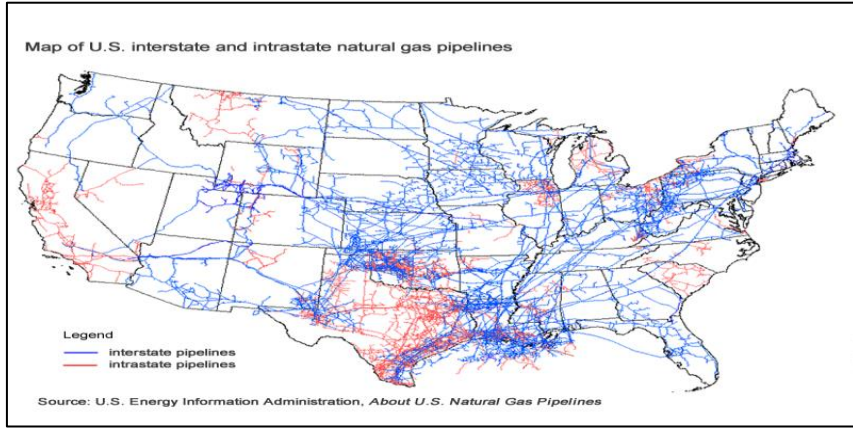 Map of U.S. interstate and intrastate natural gas pipelines
Legend
interstate pipelines
intrastate pipelines
Source: U.S. Energy Information Administration, About U.S. Natural Gas Pipelines